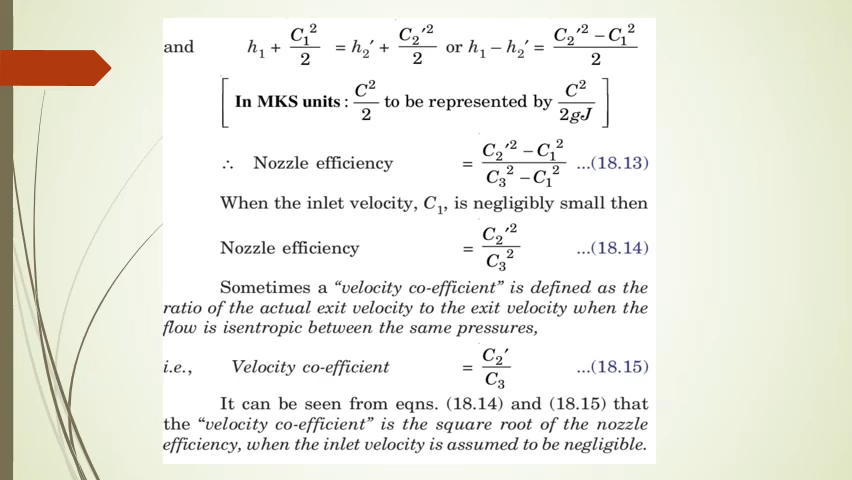 and h₁ + C₁²/2 = h₂′ + C₂′²/2 or h₁ – h₂′ = (C₂′² – C₁²)/2
[In MKS units : C²/2 to be represented by C²/2gJ]
∴ Nozzle efficiency = (C₂′² – C₁²)/(C₃² – C₁²) ...(18.13)
When the inlet velocity, C₁, is negligibly small then
Nozzle efficiency = C₂′²/C₃² ...(18.14)
Sometimes a “velocity co-efficient” is defined as the
ratio of the actual exit velocity to the exit velocity when the
flow is isentropic between the same pressures,
i.e., Velocity co-efficient = C₂′/C₃ ...(18.15)
It can be seen from eqns. (18.14) and (18.15) that
the “velocity co-efficient” is the square root of the nozzle
efficiency, when the inlet velocity is assumed to be negligible.